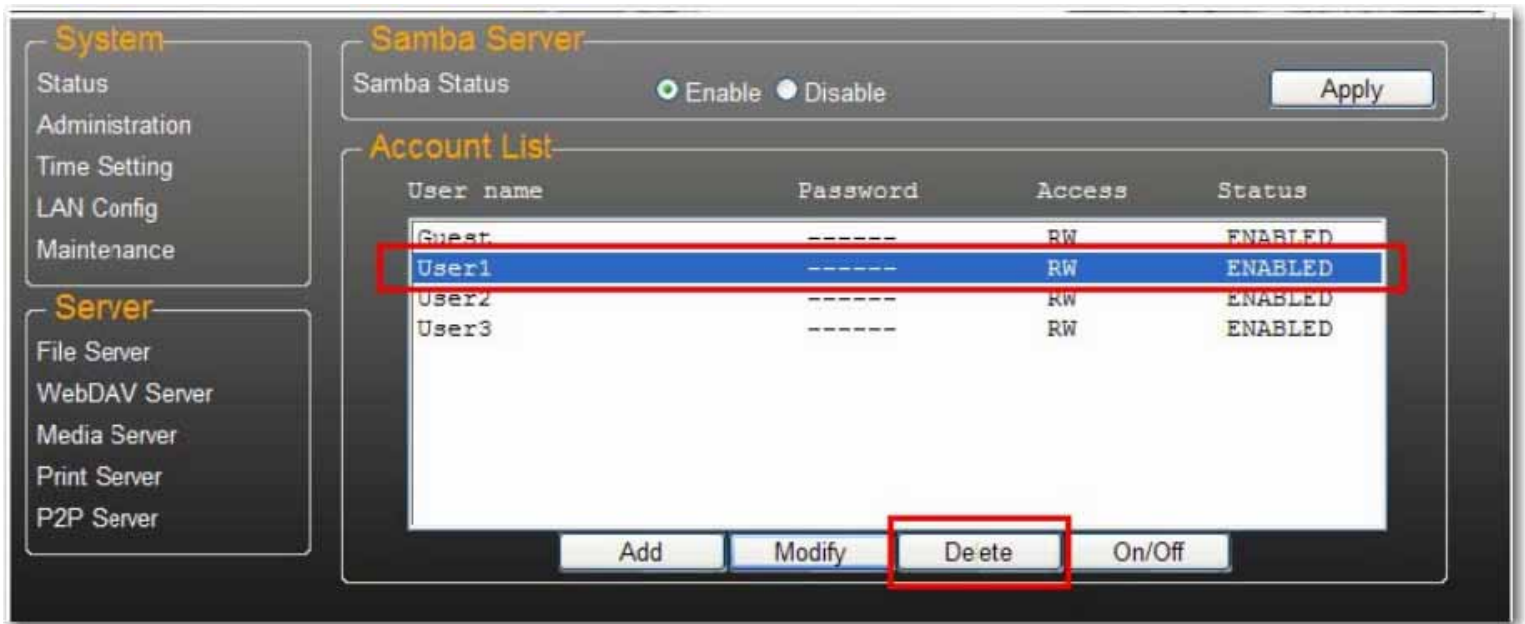 System
Status
Administration
Time Setting
LAN Config
Maintenance
Server
File Server
WebDAV Server
Media Server
Print Server
P2P Server
Samba Server
Samba Status Enable Disable Apply
Account List
User name Password Access Status
Guest ------ RW ENABLED
User1 ------ RW ENABLED
User2 ------ RW ENABLED
User3 ------ RW ENABLED
Add Modify Delete On/Off